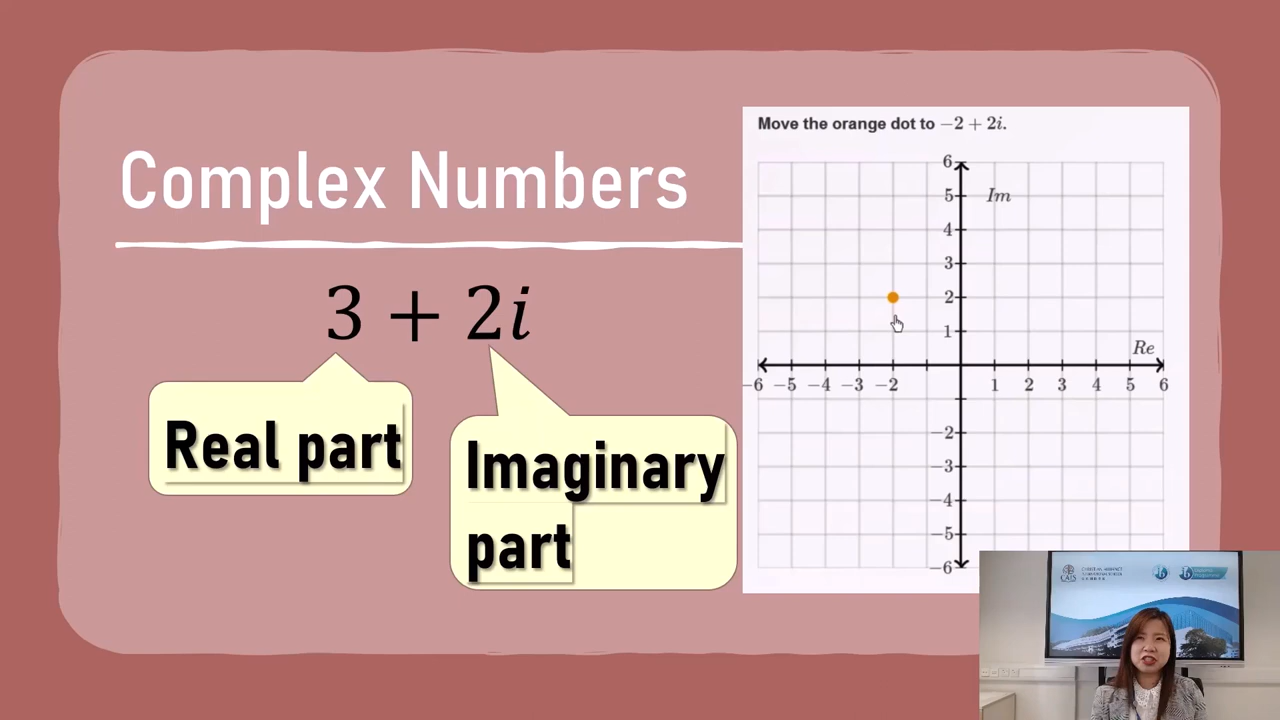 Complex Numbers
3 + 2i
Real part
Imaginary
part
Move the orange dot to −2 + 2i.
6
5
Im
4
3
2
1
Re
−6 −5 −4 −3 −2 1 2 3 4 5 6
−2
−3
−4
−5
−6
CAIS